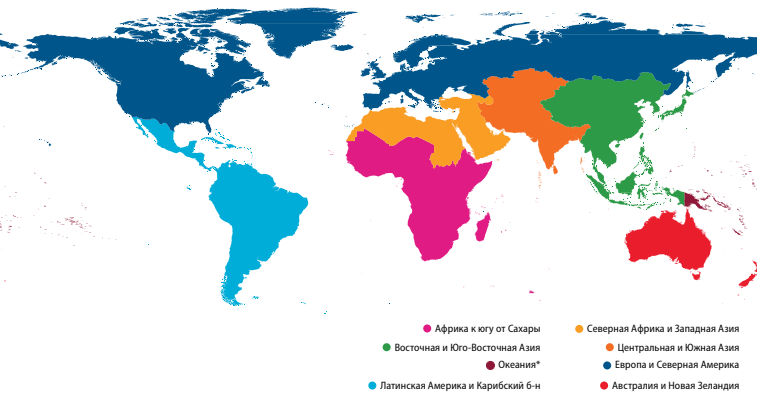 Африка к югу от Сахары
Северная Африка и Западная Азия
Восточная и Юго-Восточная Азия
Центральная и Южная Азия
Океания*
Европа и Северная Америка
Латинская Америка и Карибский б-н
Австралия и Новая Зеландия